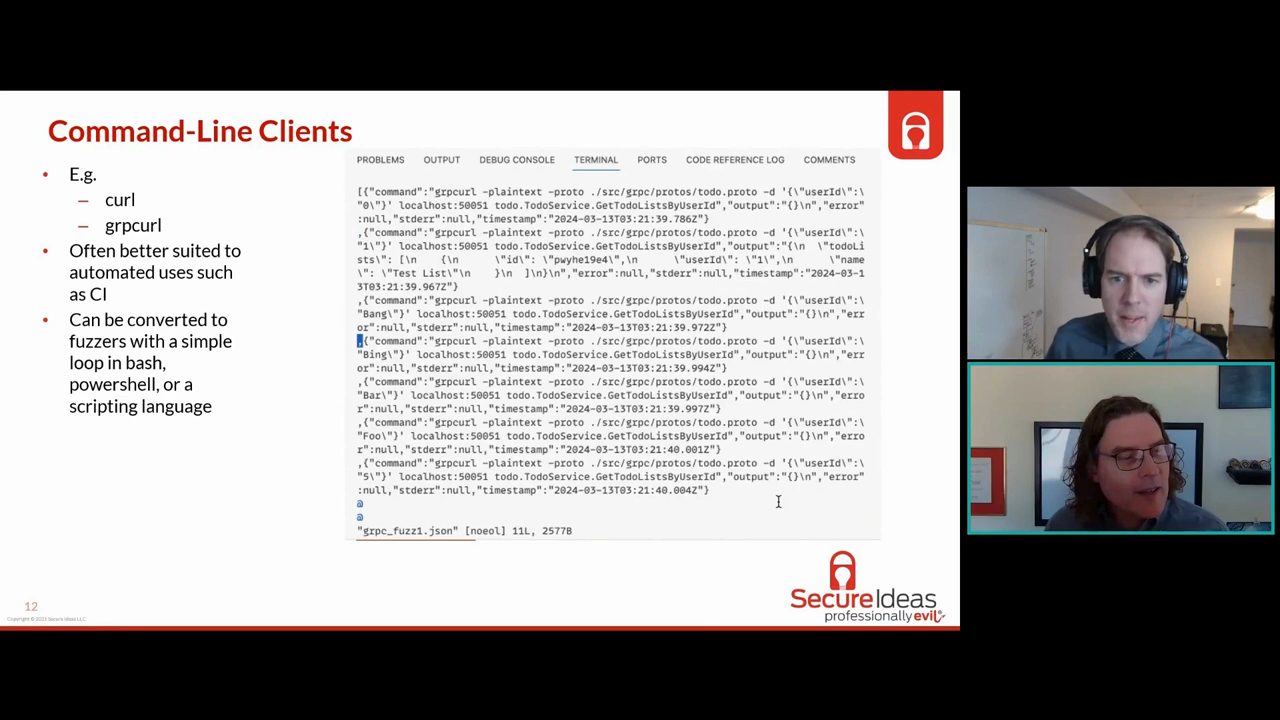 Command-Line Clients
• E.g.
– curl
– grpcurl
• Often better suited to
automated uses such
as CI
• Can be converted to
fuzzers with a simple
loop in bash,
powershell, or a
scripting language
PROBLEMS OUTPUT DEBUG CONSOLE TERMINAL PORTS CODE REFERENCE LOG COMMENTS
[{"command":"grpcurl -plaintext -proto ./src/grpc/protos/todo.proto -d '{\"userId\":\
"0\"}' localhost:50051 todo.TodoService.GetTodoListsByUserId","output":"{}\n","error"
:null,"stderr":null,"timestamp":"2024-03-13T03:21:39.786Z"}
,{"command":"grpcurl -plaintext -proto ./src/grpc/protos/todo.proto -d '{\"userId\":\
"1\"}' localhost:50051 todo.TodoService.GetTodoListsByUserId","output":"{\n  \"todoLi
sts\": [\n    {\n      \"id\": \"pwyhe19e4\",\n      \"userId\": \"1\",\n      \"name
\": \"Test List\"\n    }\n  ]\n}\n","error":null,"stderr":null,"timestamp":"2024-03-1
3T03:21:39.967Z"}
,{"command":"grpcurl -plaintext -proto ./src/grpc/protos/todo.proto -d '{\"userId\":\
"Bang\"}' localhost:50051 todo.TodoService.GetTodoListsByUserId","output":"{}\n","err
or":null,"stderr":null,"timestamp":"2024-03-13T03:21:39.972Z"}
,{"command":"grpcurl -plaintext -proto ./src/grpc/protos/todo.proto -d '{\"userId\":\
"Bing\"}' localhost:50051 todo.TodoService.GetTodoListsByUserId","output":"{}\n","err
or":null,"stderr":null,"timestamp":"2024-03-13T03:21:39.994Z"}
,{"command":"grpcurl -plaintext -proto ./src/grpc/protos/todo.proto -d '{\"userId\":\
"Bar\"}' localhost:50051 todo.TodoService.GetTodoListsByUserId","output":"{}\n","erro
r":null,"stderr":null,"timestamp":"2024-03-13T03:21:39.997Z"}
,{"command":"grpcurl -plaintext -proto ./src/grpc/protos/todo.proto -d '{\"userId\":\
"Foo\"}' localhost:50051 todo.TodoService.GetTodoListsByUserId","output":"{}\n","erro
r":null,"stderr":null,"timestamp":"2024-03-13T03:21:40.001Z"}
,{"command":"grpcurl -plaintext -proto ./src/grpc/protos/todo.proto -d '{\"userId\":\
"5\"}' localhost:50051 todo.TodoService.GetTodoListsByUserId","output":"{}\n","error"
:null,"stderr":null,"timestamp":"2024-03-13T03:21:40.004Z"}
@
@
"grpc_fuzz1.json" [noeol] 11L, 2577B
12
SecureIdeas
professionallyevil